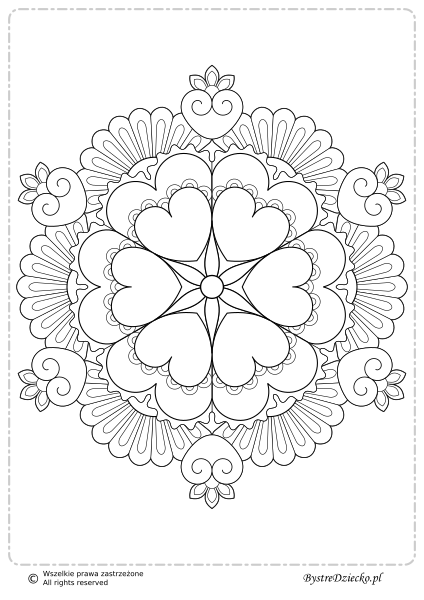 © Wszelkie prawa zastrzeżone
All rights reserved
BystreDziecko.pl